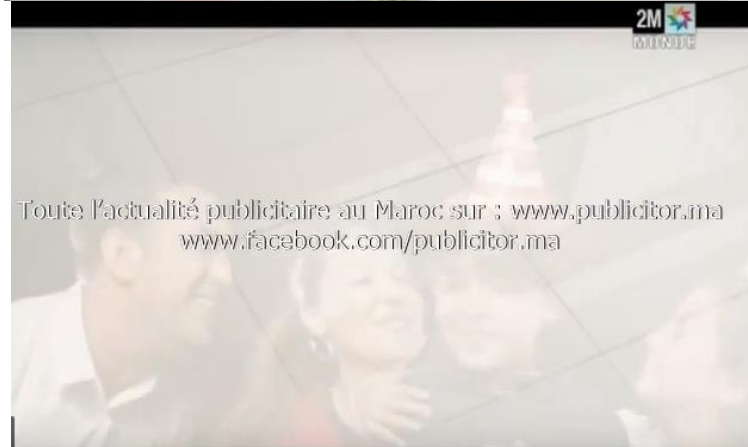 2M
MONDE
Toute l'actualité publicitaire au Maroc sur : www.publicitor.ma
www.facebook.com/publicitor.ma